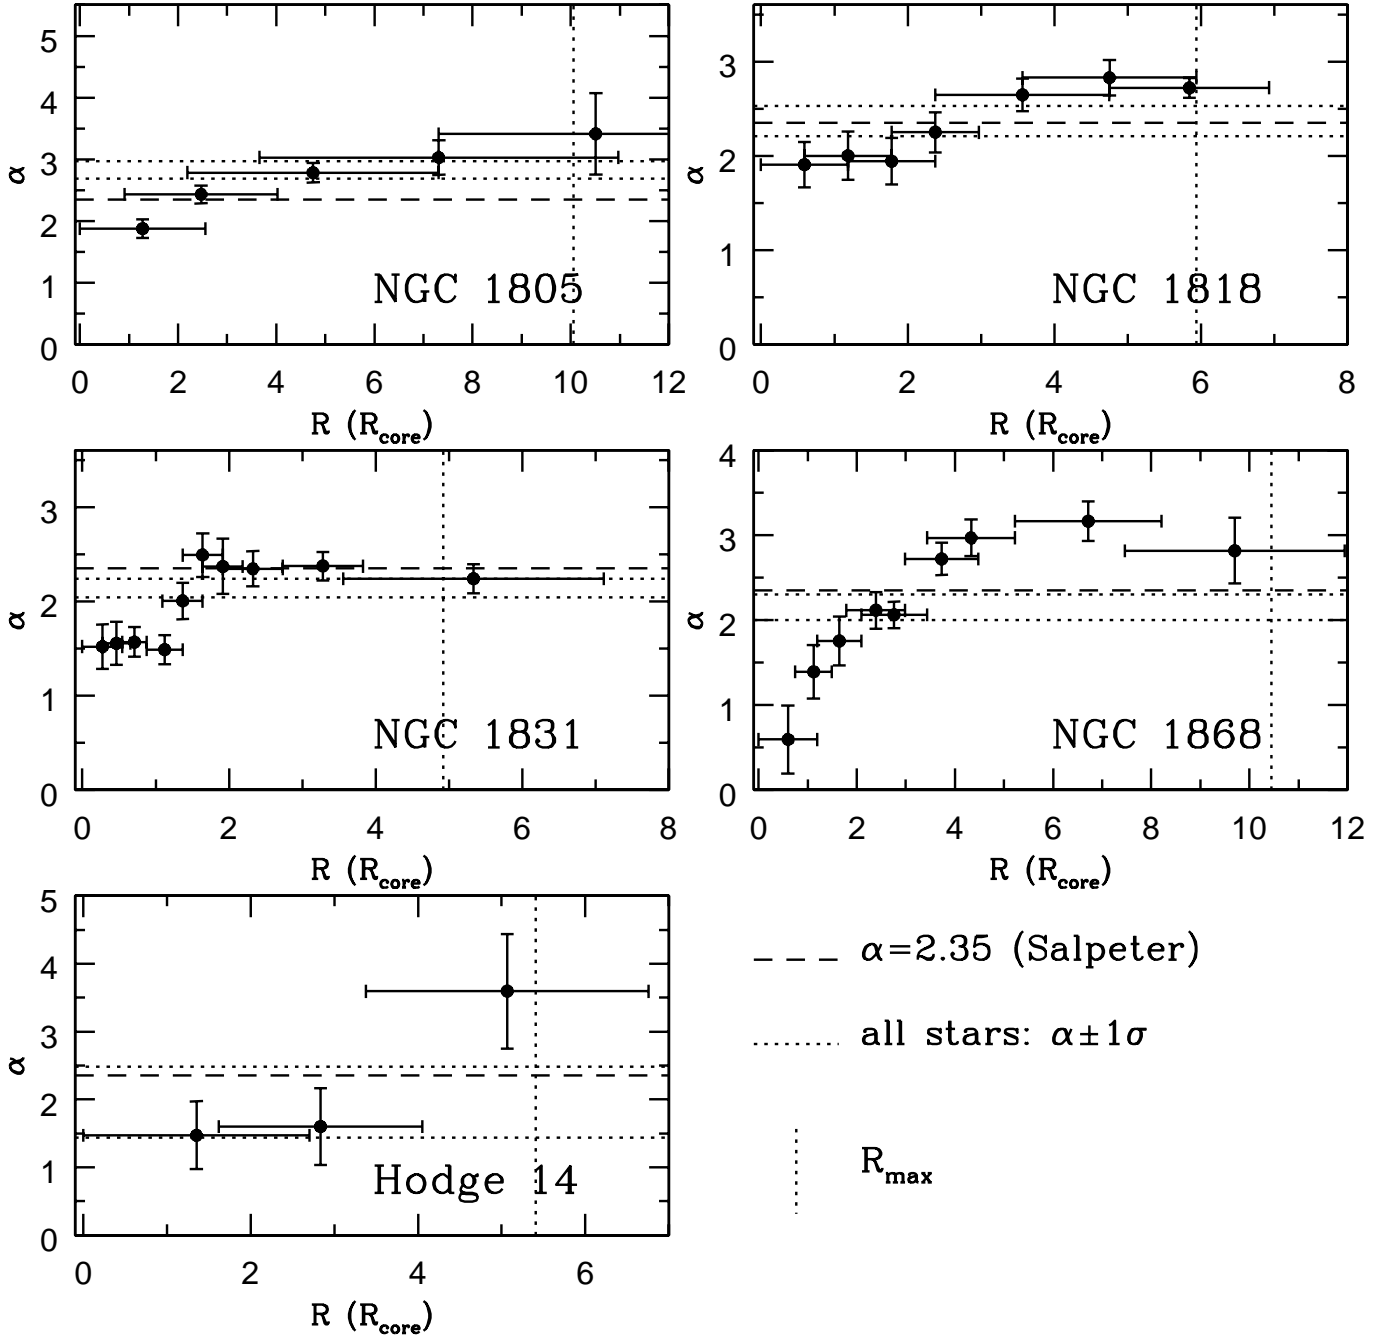 5
4
3
2
1
0
α
NGC 1805
0 2 4 6 8 10 12
R (Rcore)
3
2
1
0
α
NGC 1818
0 2 4 6 8
R (Rcore)
3
2
1
0
α
NGC 1831
0 2 4 6 8
R (Rcore)
4
3
2
1
0
α
NGC 1868
0 2 4 6 8 10 12
R (Rcore)
5
4
3
2
1
0
α
Hodge 14
0 2 4 6
R (Rcore)
α=2.35 (Salpeter)
all stars: α±1σ
Rmax